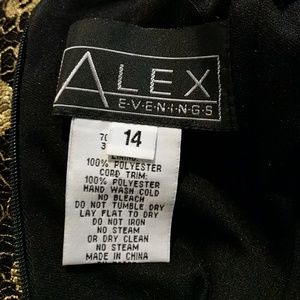 ALEX
E·V·E·N·I·N·G·S
14
LINING:
100% POLYESTER
CORD TRIM:
100% POLYESTER
HAND WASH COLD
NO BLEACH
DO NOT TUMBLE DRY
LAY FLAT TO DRY
DO NOT IRON
NO STEAM
OR DRY CLEAN
NO STEAM
MADE IN CHINA